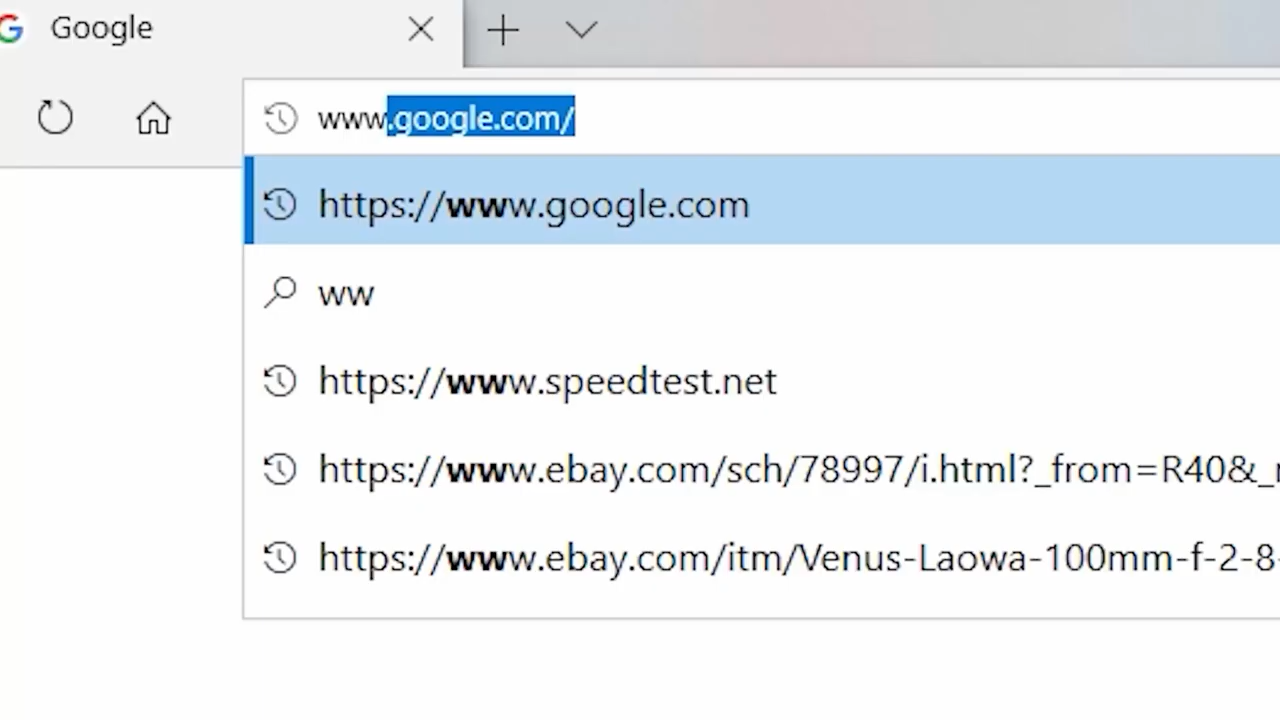 Google
www.google.com/
https://www.google.com
ww
https://www.speedtest.net
https://www.ebay.com/sch/78997/i.html?_from=R40&_
https://www.ebay.com/itm/Venus-Laowa-100mm-f-2-8-